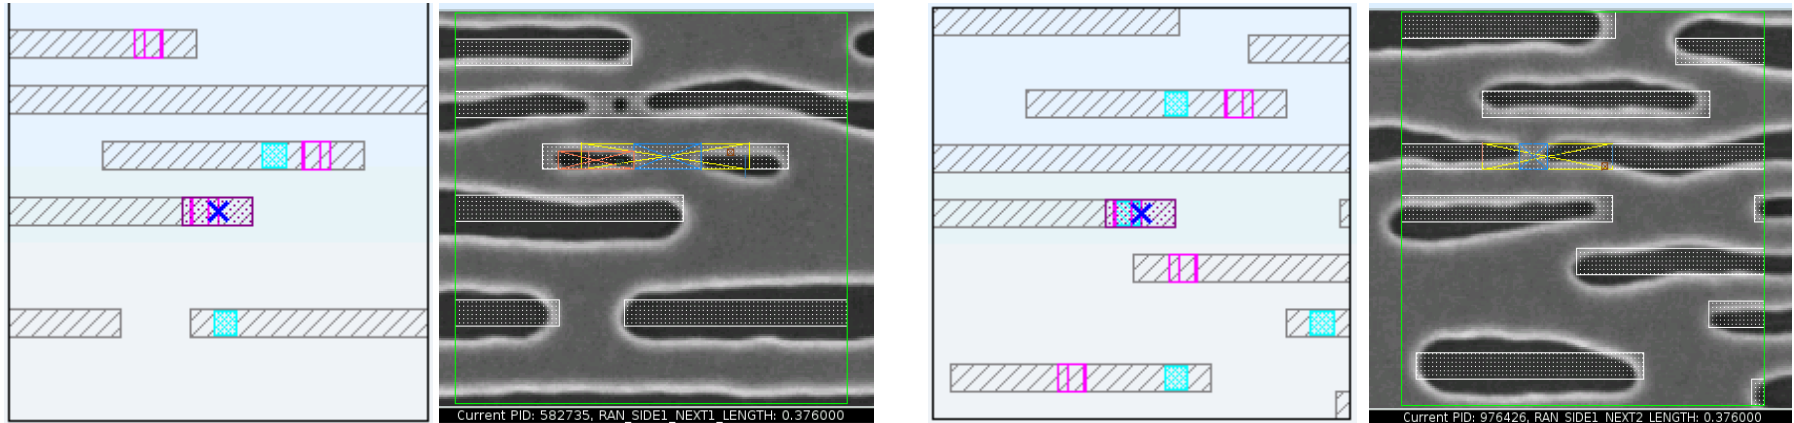 Current PID: 582735, RAN_SIDE1_NEXT1_LENGTH: 0.376000
Current PID: 976426, RAN_SIDE1_NEXT2_LENGTH: 0.376000